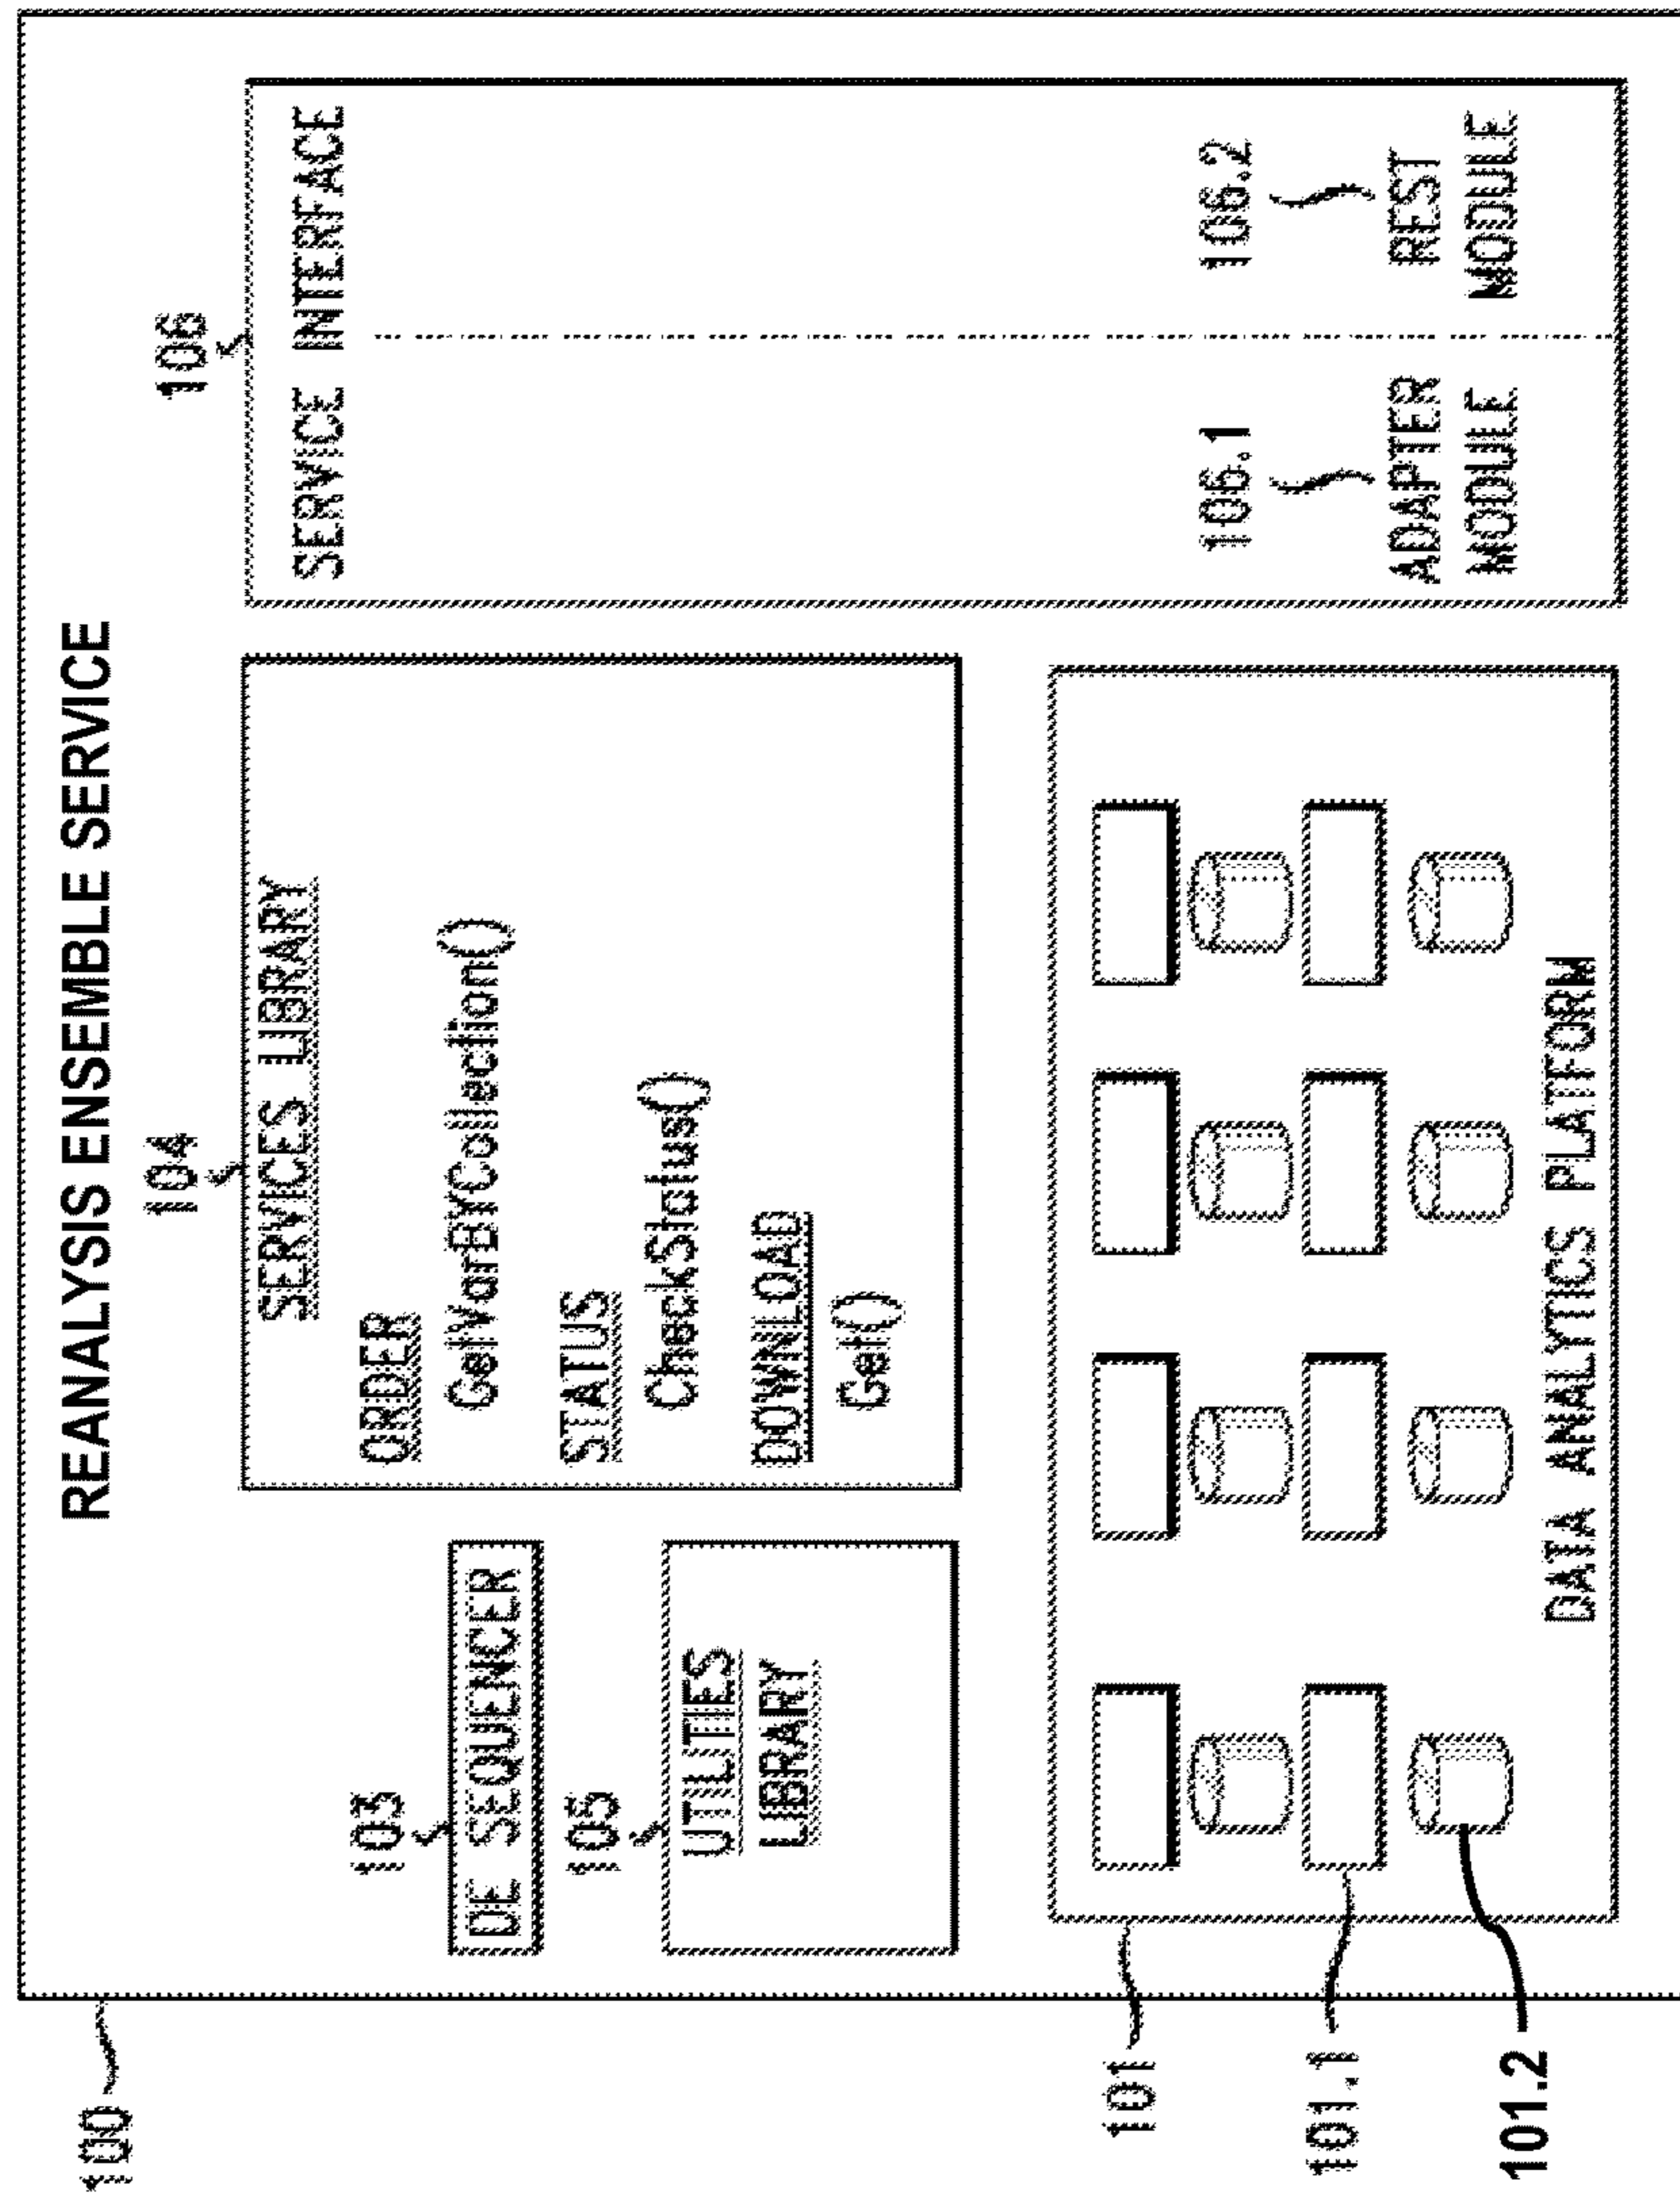 100
REANALYSIS ENSEMBLE SERVICE
103
DE SEQUENCER
105
UTILITIES
LIBRARY
104
SERVICES LIBRARY
ORDER
GetVarBYCollection()
STATUS
CheckStatus()
DOWNLOAD
Get()
106
SERVICE INTERFACE
106.1
ADAPTER
MODULE
106.2
REST
MODULE
101
101.1
101.2
DATA ANALYTICS PLATFORM